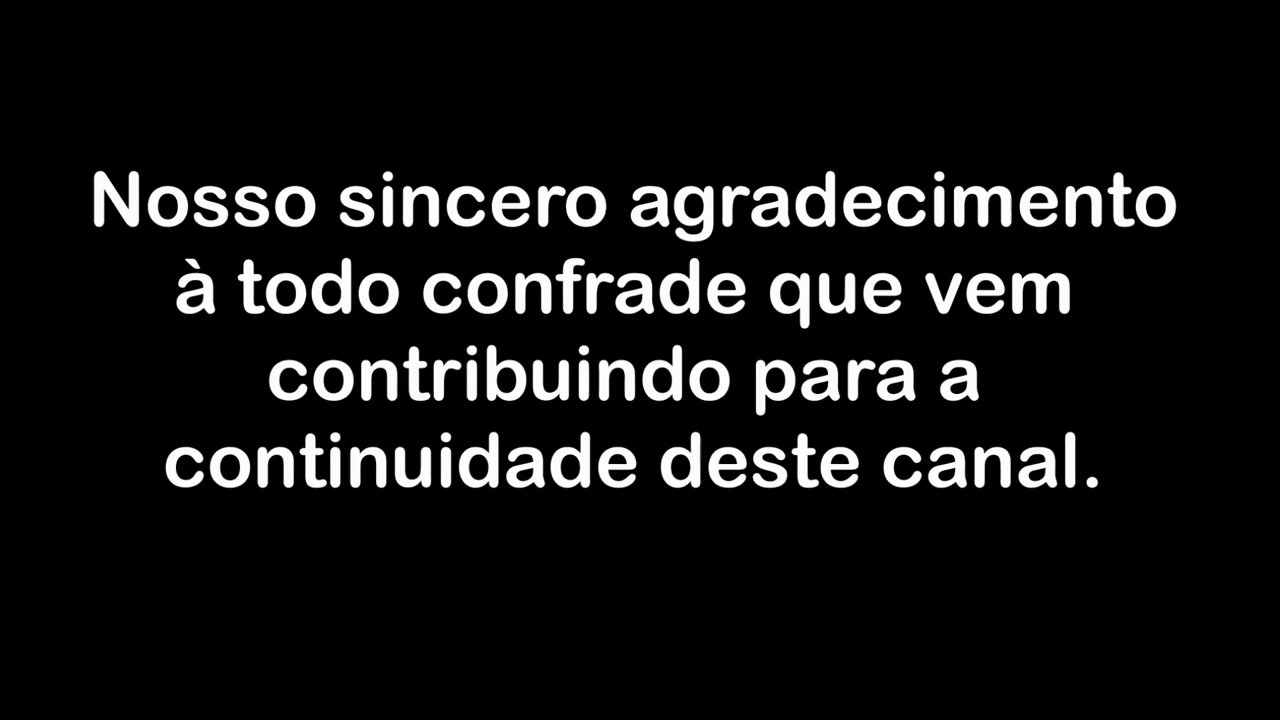 Nosso sincero agradecimento
à todo confrade que vem
contribuindo para a
continuidade deste canal.